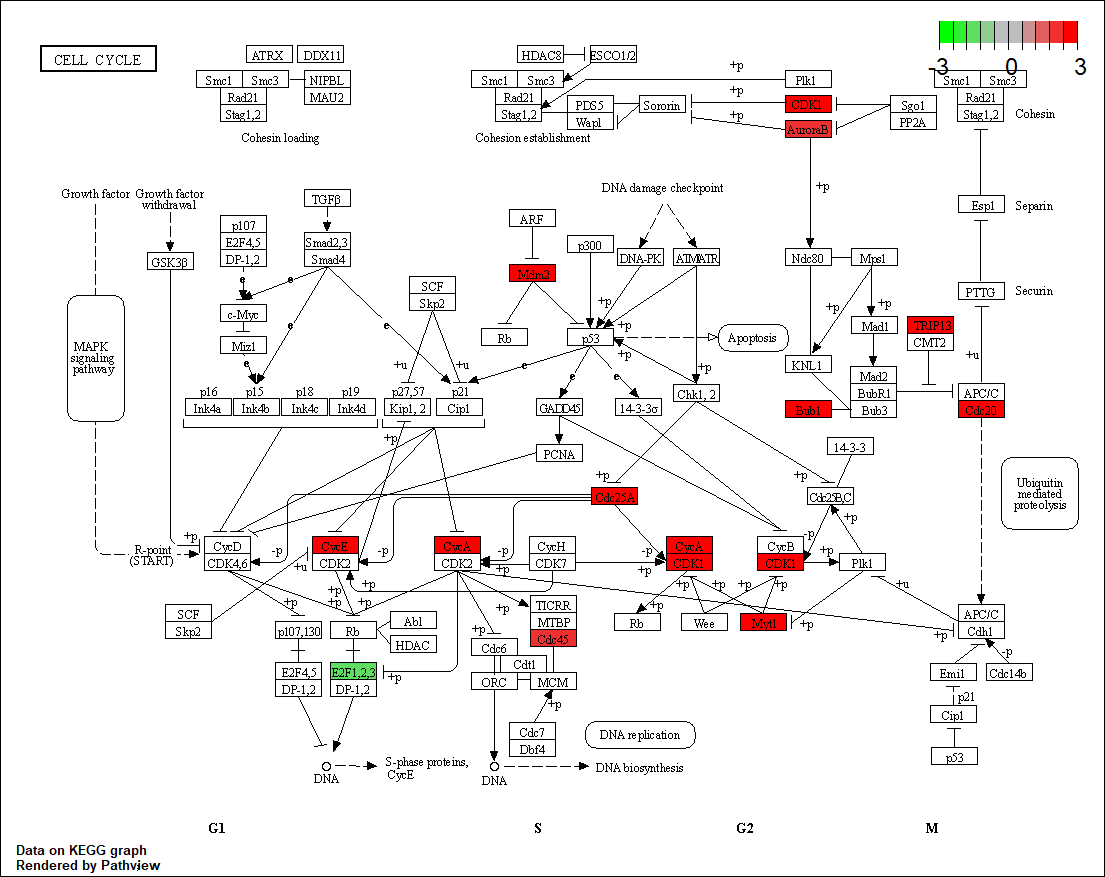 CELL CYCLE
ATRX
DDX11
Smc1
Smc3
NIPBL
Rad21
MAU2
Stag1,2
Cohesin loading
HDAC8
ESCO1/2
Smc1
Smc3
Rad21
Stag1,2
PDS5
Wapl
Sororin
Cohesion establishment
+p
Plk1
+p
CDK1
+p
AuroraB
Sgo1
PP2A
-3
0
3
Smc1
Smc3
Rad21
Stag1,2
Cohesin
+p
Esp1
Separin
PTTG
Securin
+u
Growth factor
Growth factor
withdrawal
GSK3β
p107
E2F4,5
DP-1,2
TGFβ
Smad2,3
Smad4
e
c-Myc
Miz1
e
e
e
MAPK
signaling
pathway
SCF
Skp2
+u
+u
ARF
Mdm2
Rb
p300
DNA damage checkpoint
DNA-PK
ATM/ATR
+p
+p
p53
+p
Apoptosis
e
e
e
+p
Ndc80
Mps1
+p
+p
Mad1
KNL1
Mad2
BubR1
Bub3
Bub1
TRIP13
CMT2
APC/C
Cdc20
p16
Ink4a
p15
Ink4b
p18
Ink4c
p19
Ink4d
p27,57
Kip1, 2
p21
Cip1
GADD45
14-3-3σ
Chk1, 2
PCNA
+p
+p
Cdc25A
+p
14-3-3
Cdc25B,C
Ubiquitin
mediated
proteolysis
R-point
(START)
+p
CycD
CDK4,6
-p
+u
CycE
CDK2
-p
CycA
CDK2
-p
+p
CycH
CDK7
-p
+p
CycA
CDK1
CycB
CDK1
-p
+p
+p
Plk1
+u
+p
+p
+p
+p
SCF
Skp2
p107,130
Rb
Abl
HDAC
E2F4,5
DP-1,2
E2F1,2,3
DP-1,2
+p
+p
+p
TICRR
MTBP
Cdc45
Cdc6
Cdt1
ORC
MCM
+p
Cdc7
Dbf4
+p
Rb
Wee
+p
+p
Myt1
+p
+p
APC/C
Cdh1
-p
Emi1
Cdc14b
p21
Cip1
p53
DNA
S-phase proteins,
CycE
DNA
DNA replication
DNA biosynthesis
G1
S
G2
M
Data on KEGG graph
Rendered by Pathview